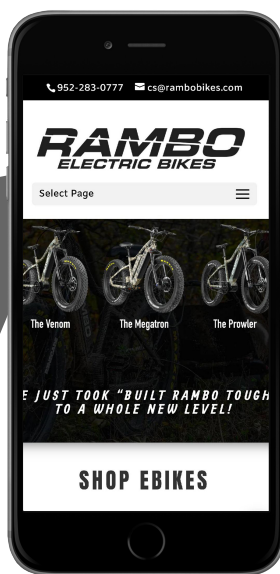 952-283-0777 cs@rambobikes.com
RAMBO
ELECTRIC BIKES
Select Page
The Venom The Megatron The Prowler
E JUST TOOK “BUILT RAMBO TOUGH
TO A WHOLE NEW LEVEL!
SHOP EBIKES